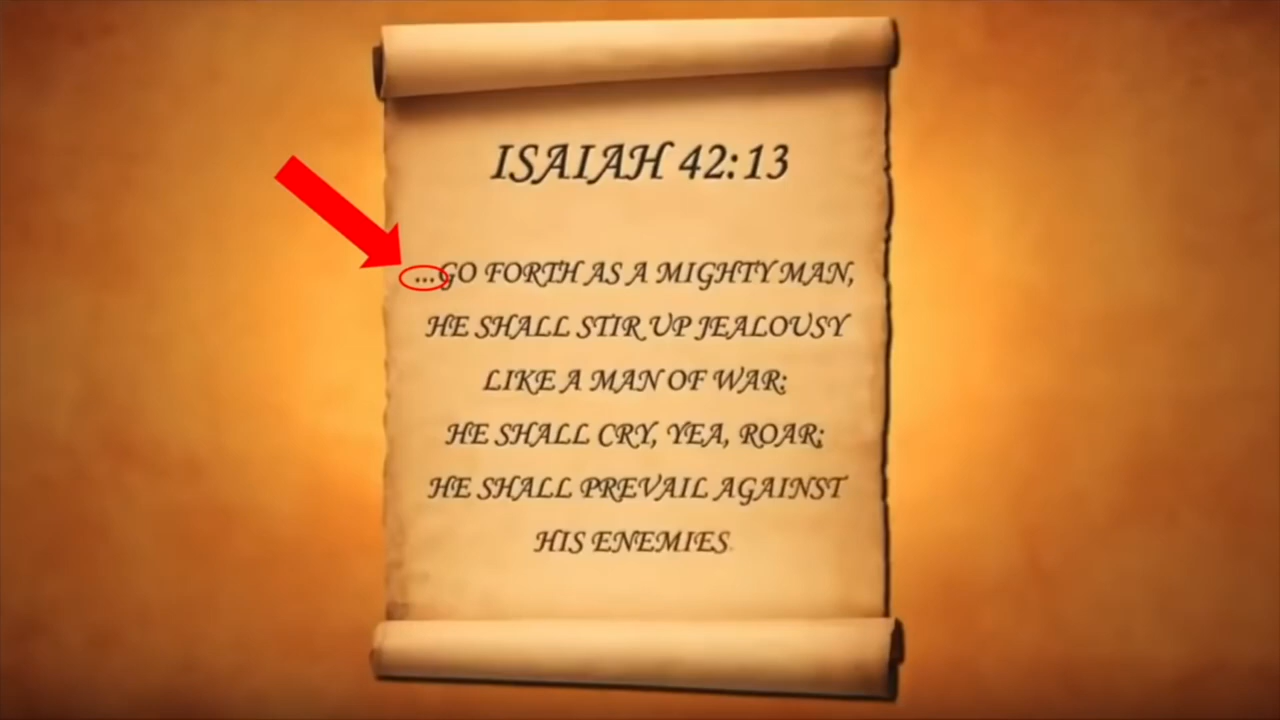 ISAIAH 42:13
...GO FORTH AS A MIGHTY MAN,
HE SHALL STIR UP JEALOUSY
LIKE A MAN OF WAR:
HE SHALL CRY, YEA, ROAR;
HE SHALL PREVAIL AGAINST
HIS ENEMIES.